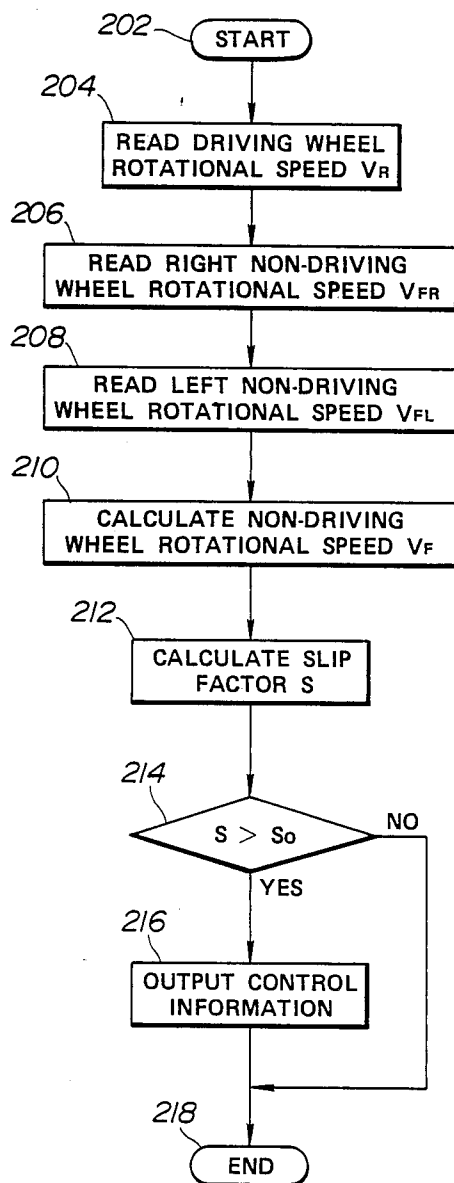 202
START
204
READ DRIVING WHEEL
ROTATIONAL SPEED VR
206
READ RIGHT NON-DRIVING
WHEEL ROTATIONAL SPEED VFR
208
READ LEFT NON-DRIVING
WHEEL ROTATIONAL SPEED VFL
210
CALCULATE NON-DRIVING
WHEEL ROTATIONAL SPEED VF
212
CALCULATE SLIP
FACTOR S
214
S > So
NO
YES
216
OUTPUT CONTROL
INFORMATION
218
END